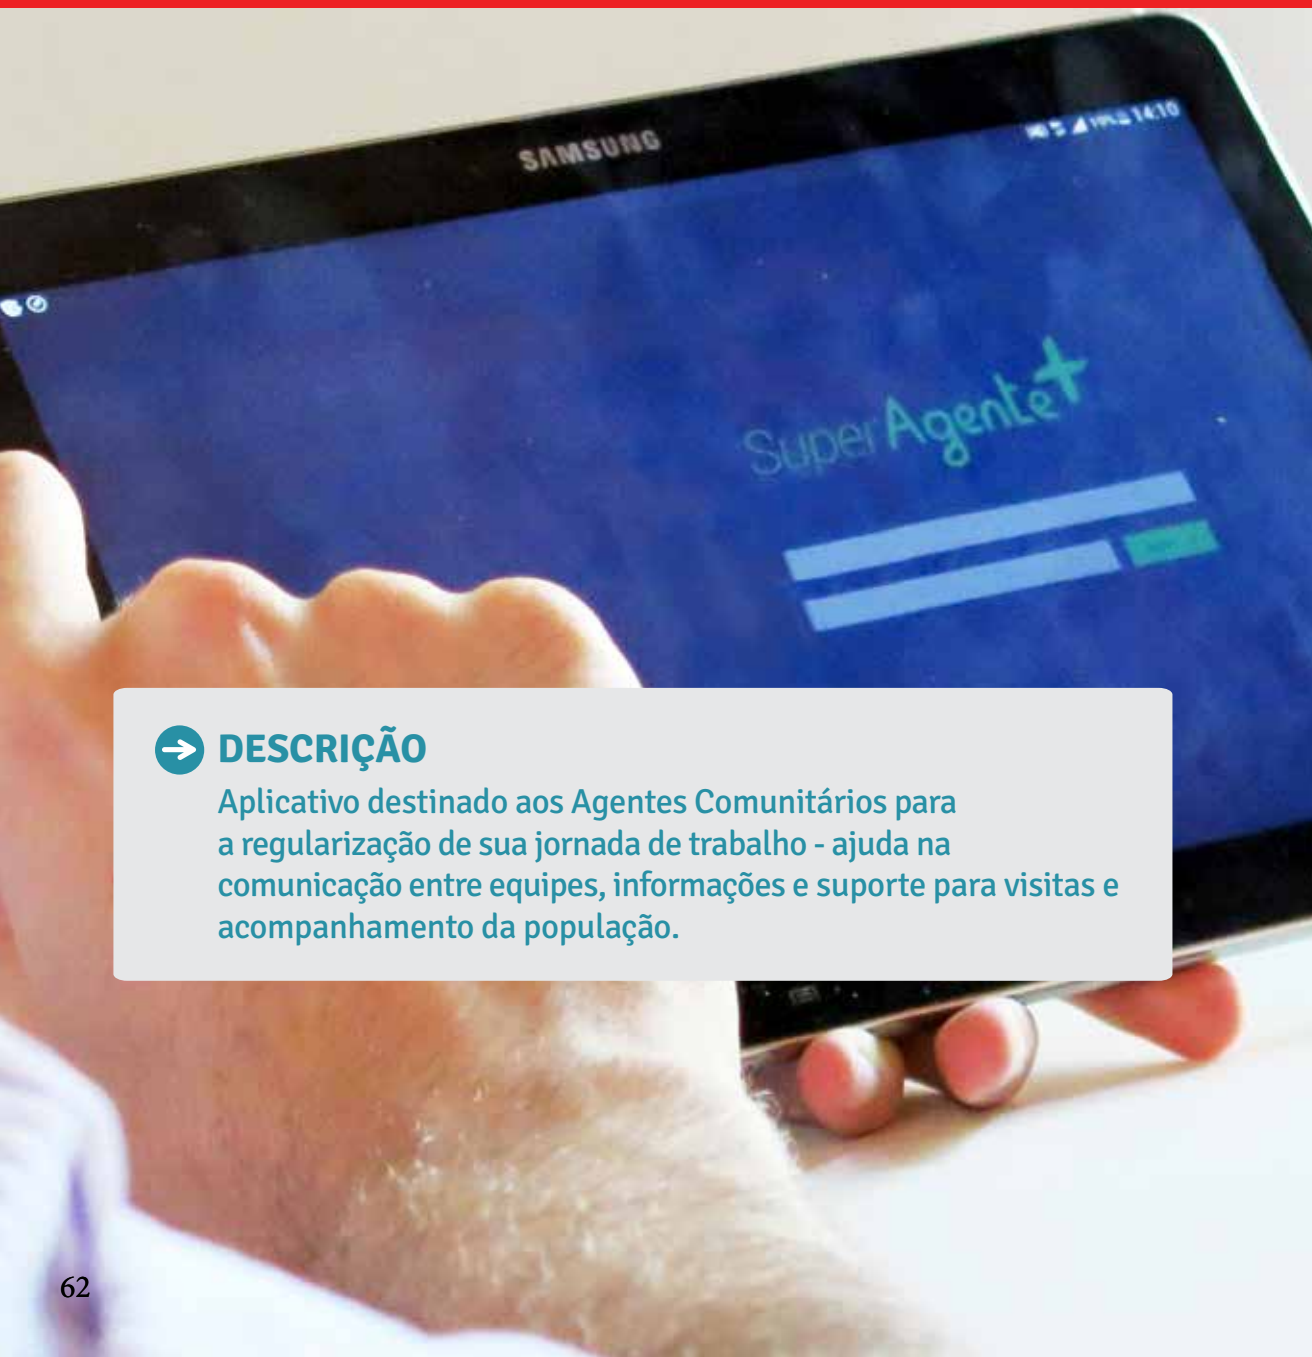 SAMSUNG
14:10
SuperAgente+
DESCRIÇÃO
Aplicativo destinado aos Agentes Comunitários para
a regularização de sua jornada de trabalho - ajuda na
comunicação entre equipes, informações e suporte para visitas e
acompanhamento da população.
62